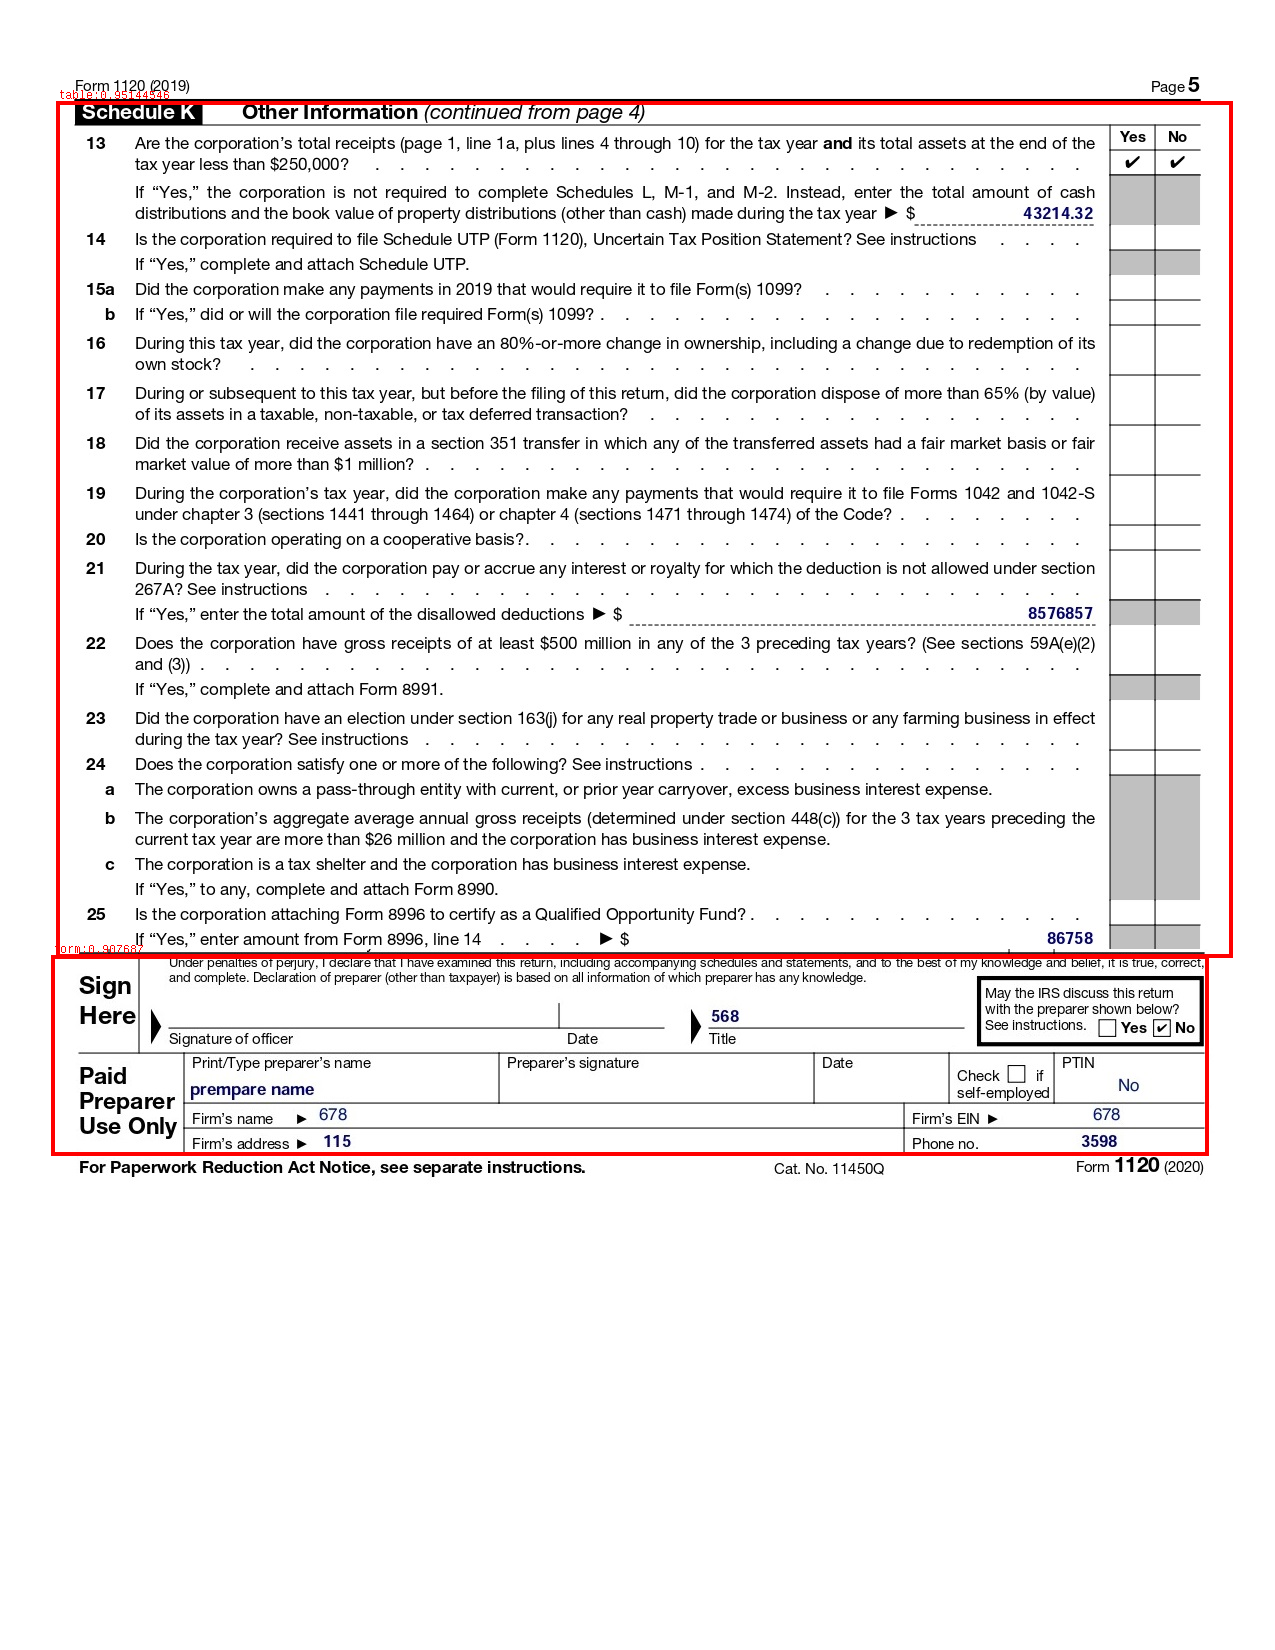 Form 1120 (2019) Page 5
table:0.95144546
Schedule K Other Information (continued from page 4)
Yes No
13 Are the corporation’s total receipts (page 1, line 1a, plus lines 4 through 10) for the tax year and its total assets at the end of the
tax year less than $250,000? . . . . . . . . . . . . . . . . . . . . . . . . . . . . . ✔ ✔
If “Yes,” the corporation is not required to complete Schedules L, M-1, and M-2. Instead, enter the total amount of cash
distributions and the book value of property distributions (other than cash) made during the tax year ▶ $ 43214.32
14 Is the corporation required to file Schedule UTP (Form 1120), Uncertain Tax Position Statement? See instructions . . . .
If “Yes,” complete and attach Schedule UTP.
15a Did the corporation make any payments in 2019 that would require it to file Form(s) 1099? . . . . . . . . . . .
b If “Yes,” did or will the corporation file required Form(s) 1099? . . . . . . . . . . . . . . . . . . . .
16 During this tax year, did the corporation have an 80%-or-more change in ownership, including a change due to redemption of its
own stock? . . . . . . . . . . . . . . . . . . . . . . . . . . . . . . . . . .
17 During or subsequent to this tax year, but before the filing of this return, did the corporation dispose of more than 65% (by value)
of its assets in a taxable, non-taxable, or tax deferred transaction? . . . . . . . . . . . . . . . . . .
18 Did the corporation receive assets in a section 351 transfer in which any of the transferred assets had a fair market basis or fair
market value of more than $1 million? . . . . . . . . . . . . . . . . . . . . . . . . . . .
19 During the corporation’s tax year, did the corporation make any payments that would require it to file Forms 1042 and 1042-S
under chapter 3 (sections 1441 through 1464) or chapter 4 (sections 1471 through 1474) of the Code? . . . . . . . .
20 Is the corporation operating on a cooperative basis?. . . . . . . . . . . . . . . . . . . . . . .
21 During the tax year, did the corporation pay or accrue any interest or royalty for which the deduction is not allowed under section
267A? See instructions . . . . . . . . . . . . . . . . . . . . . . . . . . . . . . .
If “Yes,” enter the total amount of the disallowed deductions ▶ $ 8576857
22 Does the corporation have gross receipts of at least $500 million in any of the 3 preceding tax years? (See sections 59A(e)(2)
and (3)) . . . . . . . . . . . . . . . . . . . . . . . . . . . . . . . . . . . .
If “Yes,” complete and attach Form 8991.
23 Did the corporation have an election under section 163(j) for any real property trade or business or any farming business in effect
during the tax year? See instructions . . . . . . . . . . . . . . . . . . . . . . . . . . .
24 Does the corporation satisfy one or more of the following? See instructions . . . . . . . . . . . . . . . .
a The corporation owns a pass-through entity with current, or prior year carryover, excess business interest expense.
b The corporation’s aggregate average annual gross receipts (determined under section 448(c)) for the 3 tax years preceding the
current tax year are more than $26 million and the corporation has business interest expense.
c The corporation is a tax shelter and the corporation has business interest expense.
If “Yes,” to any, complete and attach Form 8990.
25 Is the corporation attaching Form 8996 to certify as a Qualified Opportunity Fund? . . . . . . . . . . . . . .
If “Yes,” enter amount from Form 8996, line 14 . . . . ▶ $ 86758
form:0.907687
Under penalties of perjury, I declare that I have examined this return, including accompanying schedules and statements, and to the best of my knowledge and belief, it is true, correct,
and complete. Declaration of preparer (other than taxpayer) is based on all information of which preparer has any knowledge.
Sign
Here
568
Signature of officer Date Title
May the IRS discuss this return
with the preparer shown below?
See instructions. Yes ✔ No
Paid
Preparer
Use Only
Print/Type preparer’s name Preparer’s signature Date Check if self-employed PTIN
prempare name No
Firm’s name ▶ 678 Firm’s EIN ▶ 678
Firm’s address ▶ 115 Phone no. 3598
For Paperwork Reduction Act Notice, see separate instructions. Cat. No. 11450Q Form 1120 (2020)